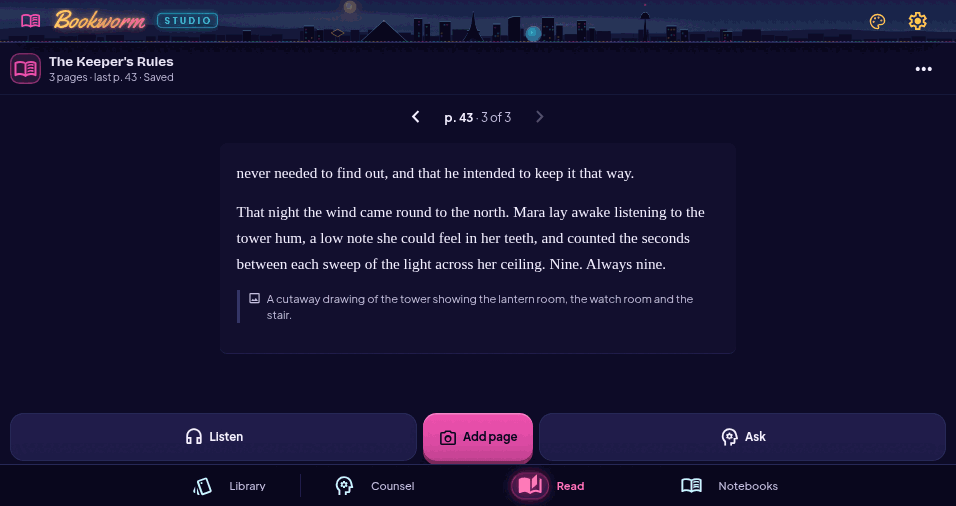 Bookworm STUDIO
The Keeper's Rules
3 pages · last p. 43 · Saved
p. 43 · 3 of 3
never needed to find out, and that he intended to keep it that way.
That night the wind came round to the north. Mara lay awake listening to the
tower hum, a low note she could feel in her teeth, and counted the seconds
between each sweep of the light across her ceiling. Nine. Always nine.
A cutaway drawing of the tower showing the lantern room, the watch room and the
stair.
Listen
Add page
Ask
Library
Counsel
Read
Notebooks